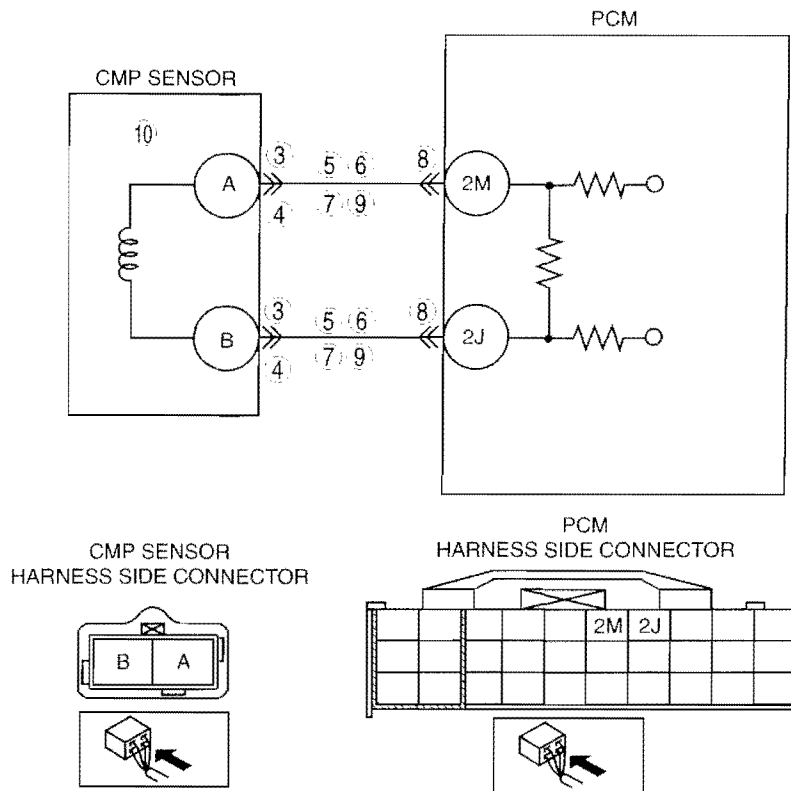 PCM
CMP SENSOR
10
3
5 6
8
A
2M
4
7 9
3
5 6
8
B
2J
4
7 9
CMP SENSOR
HARNESS SIDE CONNECTOR
PCM
HARNESS SIDE CONNECTOR
B A
2M 2J